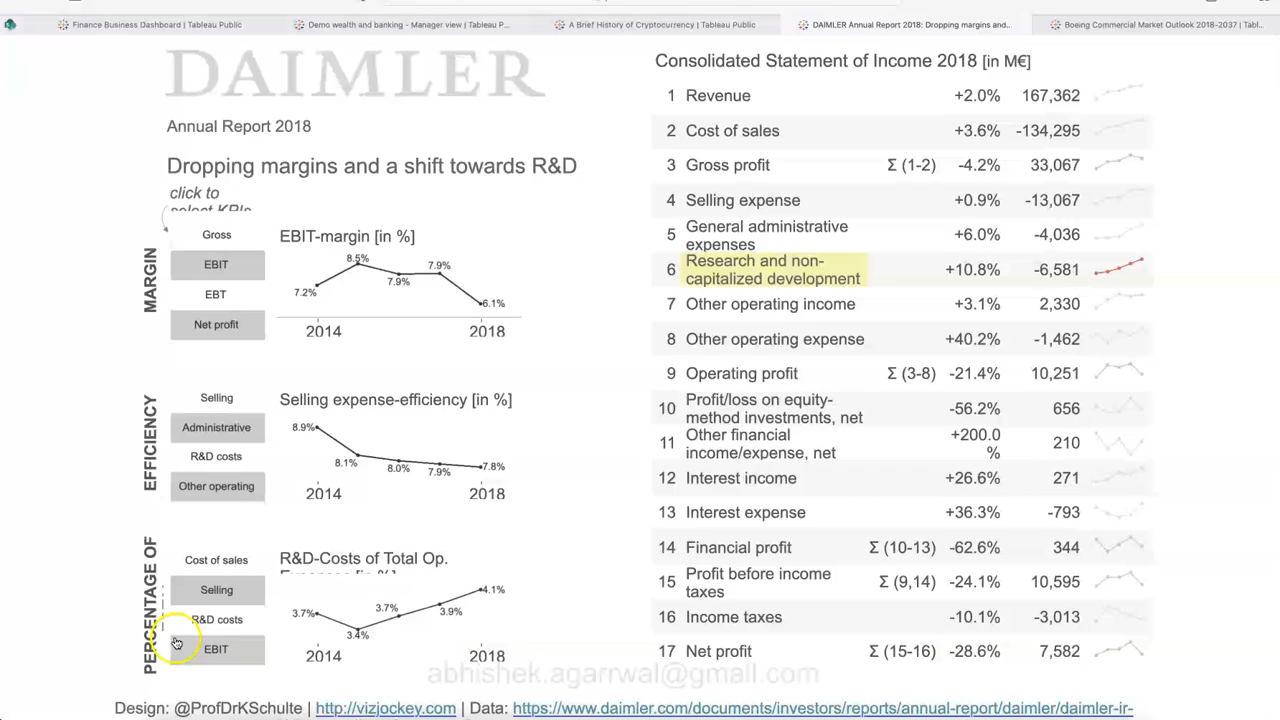 Finance Business Dashboard | Tableau Public
Demo wealth and banking - Manager view | Tableau P...
A Brief History of Cryptocurrency | Tableau Public
DAIMLER Annual Report 2018: Dropping margins and...
Boeing Commercial Market Outlook 2018-2037 | Tabl...
DAIMLER
Annual Report 2018
Dropping margins and a shift towards R&D
click to
select KPIs
MARGIN
Gross
EBIT
EBT
Net profit
EBIT-margin [in %]
7.2%
8.5%
7.9%
7.9%
6.1%
2014
2018
EFFICIENCY
Selling
Administrative
R&D costs
Other operating
Selling expense-efficiency [in %]
8.9%
8.1%
8.0%
7.9%
7.8%
2014
2018
PERCENTAGE OF
Cost of sales
Selling
R&D costs
EBIT
R&D-Costs of Total Op.
Expenses [in %]
3.7%
3.4%
3.7%
3.9%
4.1%
2014
2018
Consolidated Statement of Income 2018 [in M€]
1 Revenue +2.0% 167,362
2 Cost of sales +3.6% -134,295
3 Gross profit Σ (1-2) -4.2% 33,067
4 Selling expense +0.9% -13,067
5 General administrative
expenses +6.0% -4,036
6 Research and non-
capitalized development +10.8% -6,581
7 Other operating income +3.1% 2,330
8 Other operating expense +40.2% -1,462
9 Operating profit Σ (3-8) -21.4% 10,251
10 Profit/loss on equity-
method investments, net -56.2% 656
11 Other financial
income/expense, net +200.0
% 210
12 Interest income +26.6% 271
13 Interest expense +36.3% -793
14 Financial profit Σ (10-13) -62.6% 344
15 Profit before income
taxes Σ (9,14) -24.1% 10,595
16 Income taxes -10.1% -3,013
17 Net profit Σ (15-16) -28.6% 7,582
abhishek.agarrwal@gmail.com
Design: @ProfDrKSchulte | http://vizjockey.com | Data: https://www.daimler.com/documents/investors/reports/annual-report/daimler/daimler-ir-